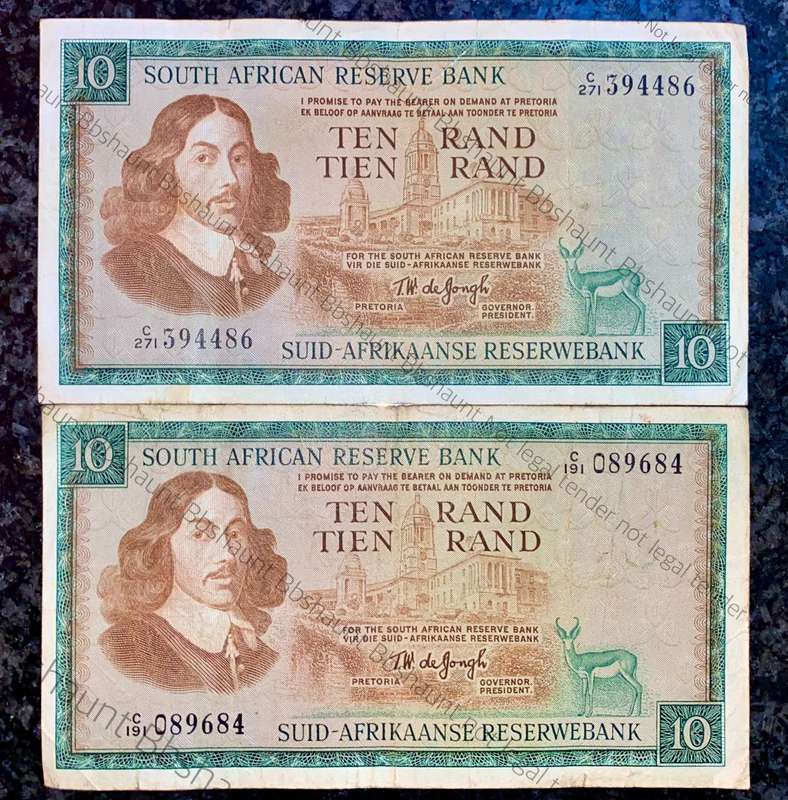 10 SOUTH AFRICAN RESERVE BANK C/271 394486
I PROMISE TO PAY THE BEARER ON DEMAND AT PRETORIA
EK BELOOF OP AANVRAAG TE BETAAL AAN TOONDER TE PRETORIA
TEN RAND
TIEN RAND
FOR THE SOUTH AFRICAN RESERVE BANK
VIR DIE SUID-AFRIKAANSE RESERWEBANK
T.W. de Jongh
PRETORIA GOVERNOR.
PRESIDENT.
C/271 394486
SUID-AFRIKAANSE RESERWEBANK 10
10 SOUTH AFRICAN RESERVE BANK C/191 089684
I PROMISE TO PAY THE BEARER ON DEMAND AT PRETORIA
EK BELOOF OP AANVRAAG TE BETAAL AAN TOONDER TE PRETORIA
TEN RAND
TIEN RAND
FOR THE SOUTH AFRICAN RESERVE BANK
VIR DIE SUID-AFRIKAANSE RESERWEBANK
T.W. de Jongh
PRETORIA GOVERNOR.
PRESIDENT.
C/191 089684
SUID-AFRIKAANSE RESERWEBANK 10
Bbshaunt Bbshaunt Bbshaunt Bbshaunt Not legal tender not legal tender